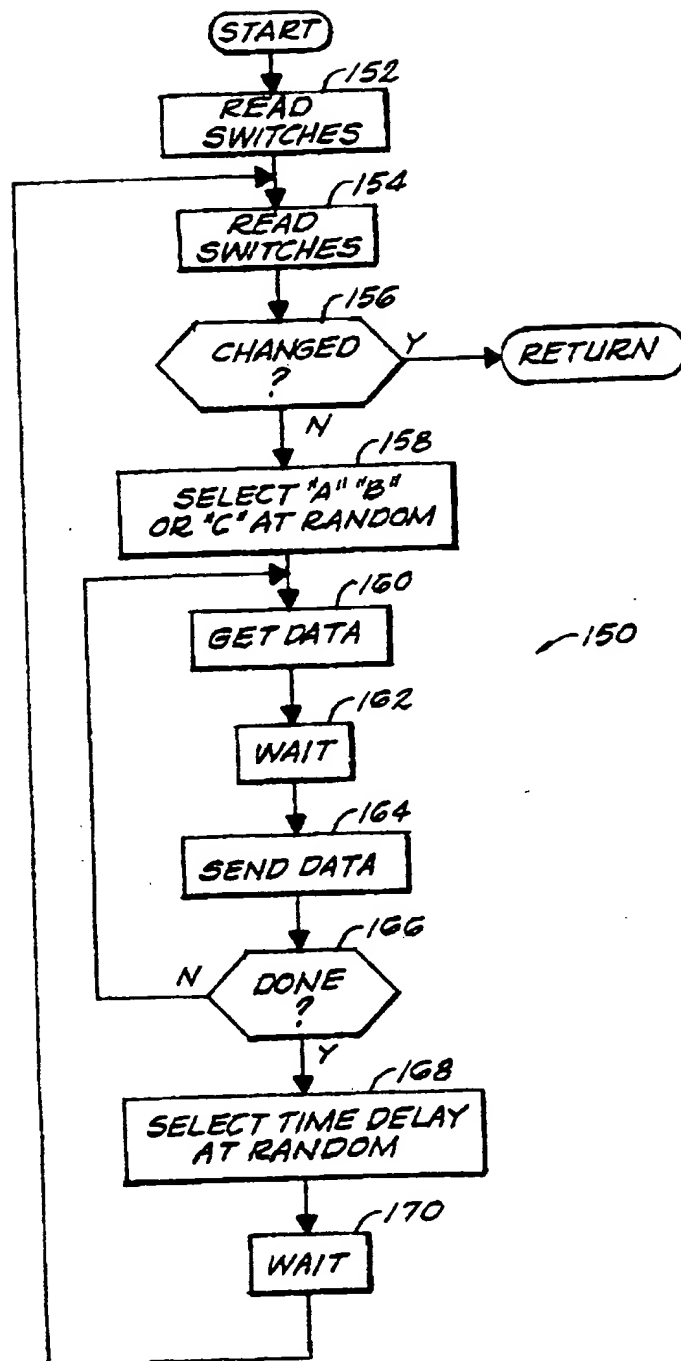 START
152
READ
SWITCHES
154
READ
SWITCHES
156
CHANGED
?
Y
RETURN
N
158
SELECT "A" "B"
OR "C" AT RANDOM
160
GET DATA
150
162
WAIT
164
SEND DATA
166
N
DONE
?
Y
168
SELECT TIME DELAY
AT RANDOM
170
WAIT